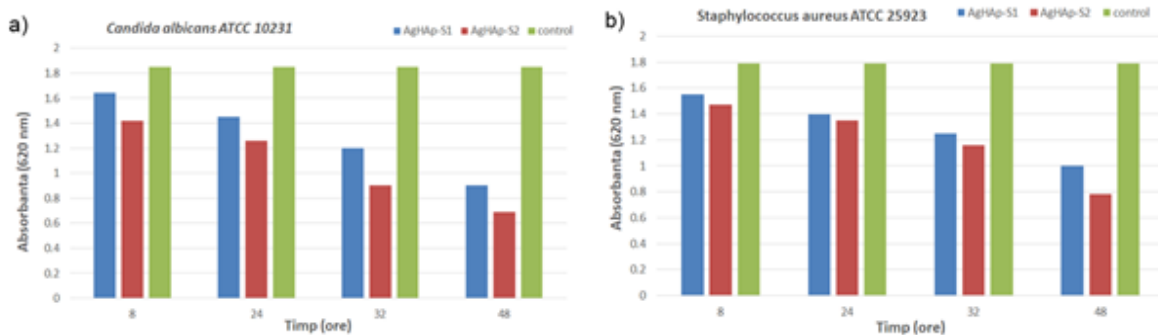 a)
Candida albicans ATCC 10231
AgHAp-S1 AgHAp-S2 control
Absorbanta (620 nm)
2
1.8
1.6
1.4
1.2
1
0.8
0.6
0.4
0.2
0
8 24 32 48
Timp (ore)
b)
Staphylococcus aureus ATCC 25923
AgHAp-S1 AgHAp-S2 control
Absorbanta (620 nm)
2
1.8
1.6
1.4
1.2
1
0.8
0.6
0.4
0.2
0
8 24 32 48
Timp (ore)